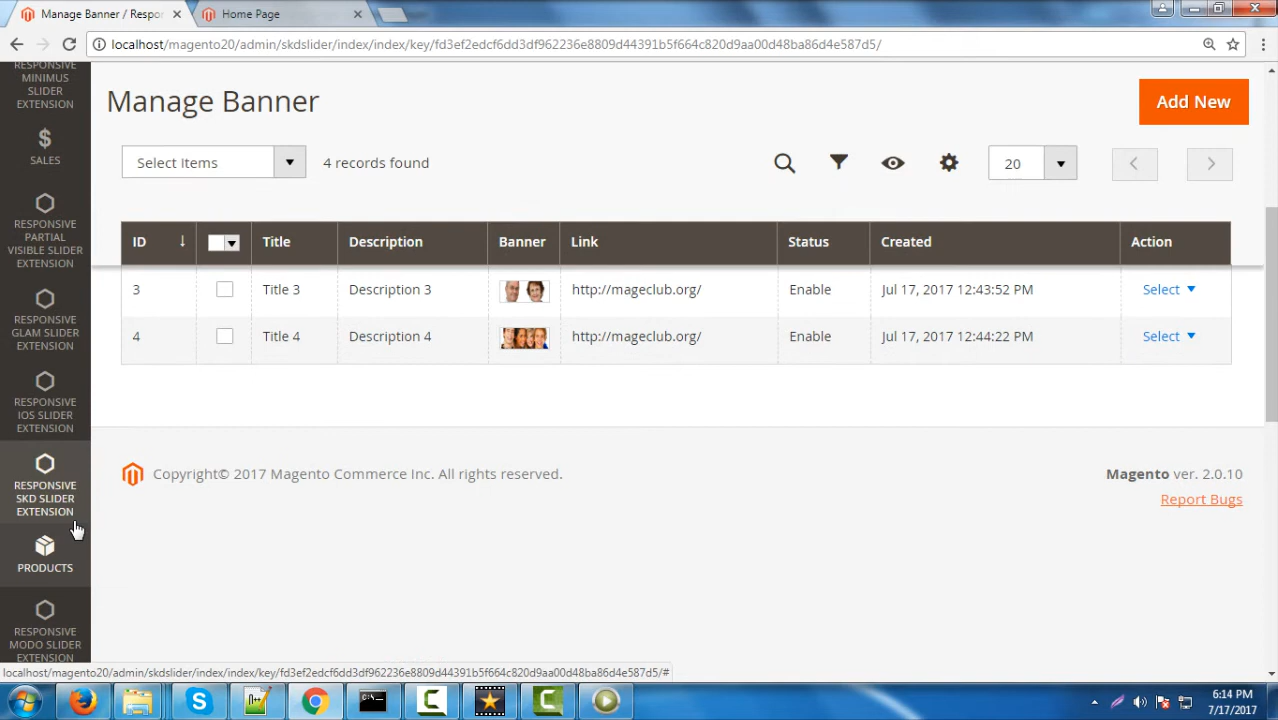 Manage Banner / Respon
Home Page
localhost/magento20/admin/skdslider/index/index/key/fd3ef2edcf6dd3df962236e8809d44391b5f664c820d9aa00d48ba86d4e587d5/
RESPONSIVE
MINIMUS
SLIDER
EXTENSION
SALES
RESPONSIVE
PARTIAL
VISIBLE SLIDER
EXTENSION
RESPONSIVE
GLAM SLIDER
EXTENSION
RESPONSIVE
IOS SLIDER
EXTENSION
RESPONSIVE
SKD SLIDER
EXTENSION
PRODUCTS
RESPONSIVE
MODO SLIDER
EXTENSION
Manage Banner
Add New
Select Items
4 records found
20
ID Title Description Banner Link Status Created Action
3 Title 3 Description 3 http://mageclub.org/ Enable Jul 17, 2017 12:43:52 PM Select
4 Title 4 Description 4 http://mageclub.org/ Enable Jul 17, 2017 12:44:22 PM Select
Copyright© 2017 Magento Commerce Inc. All rights reserved.
Magento ver. 2.0.10
Report Bugs
localhost/magento20/admin/skdslider/index/index/key/fd3ef2edcf6dd3df962236e8809d44391b5f664c820d9aa00d48ba86d4e587d5/#
6:14 PM
7/17/2017